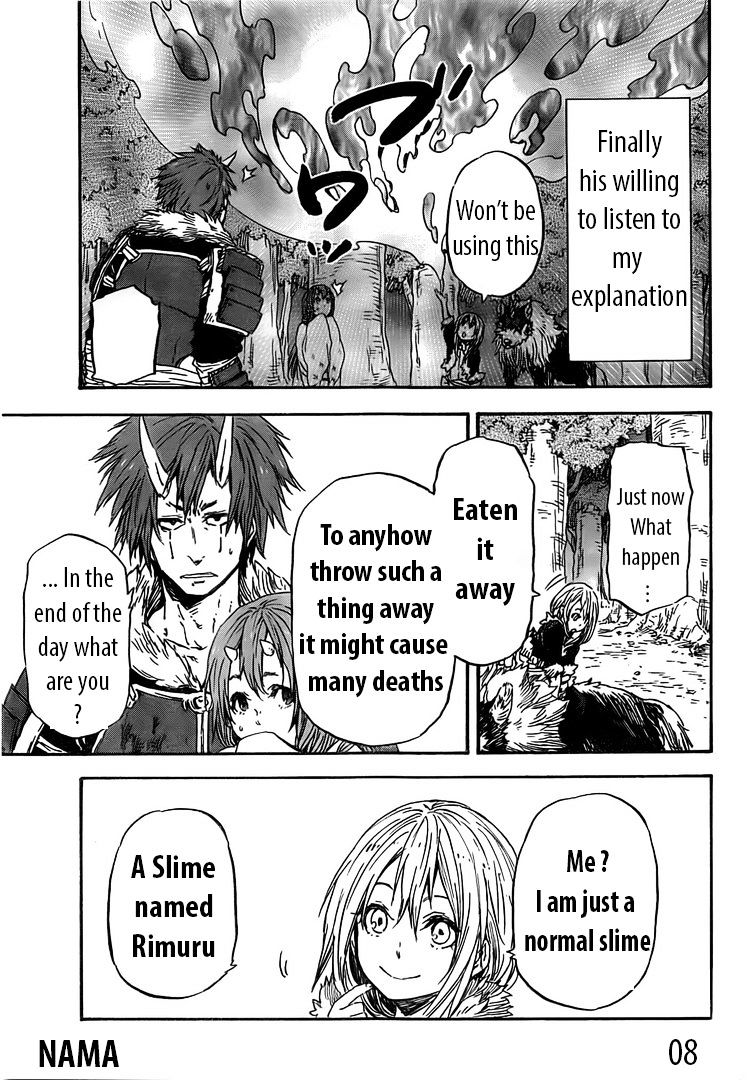 Finally
his willing
to listen to
my
explanation
Won't be
using this
ブ
ワ
Just now
What
happen
...
Eaten
it
away
To anyhow
throw such a
thing away
it might cause
many deaths
... In the
end of the
day what
are you
?
Me ?
I am just a
normal slime
A Slime
named
Rimuru
NAMA
08